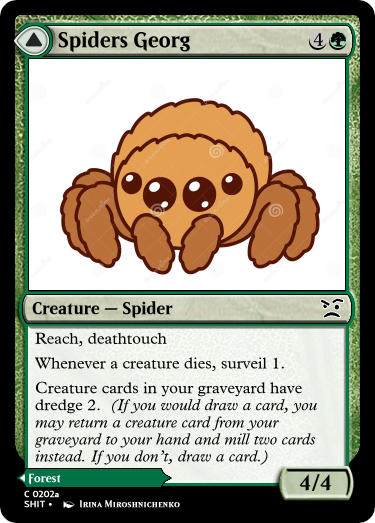 Spiders Georg 4
Creature — Spider
Reach, deathtouch
Whenever a creature dies, surveil 1.
Creature cards in your graveyard have
dredge 2. (If you would draw a card, you
may return a creature card from your
graveyard to your hand and mill two cards
instead. If you don't, draw a card.)
Forest
4/4
C 0202a
SHIT • Irina Miroshnichenko